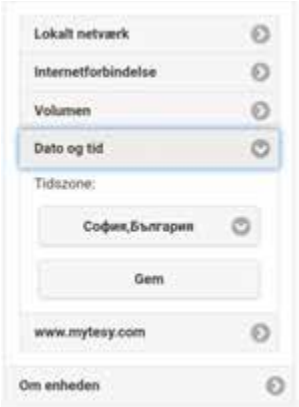 Lokalt netværk
Internetforbindelse
Volumen
Dato og tid
Tidszone:
София,България
Gem
www.mytesy.com
Om enheden